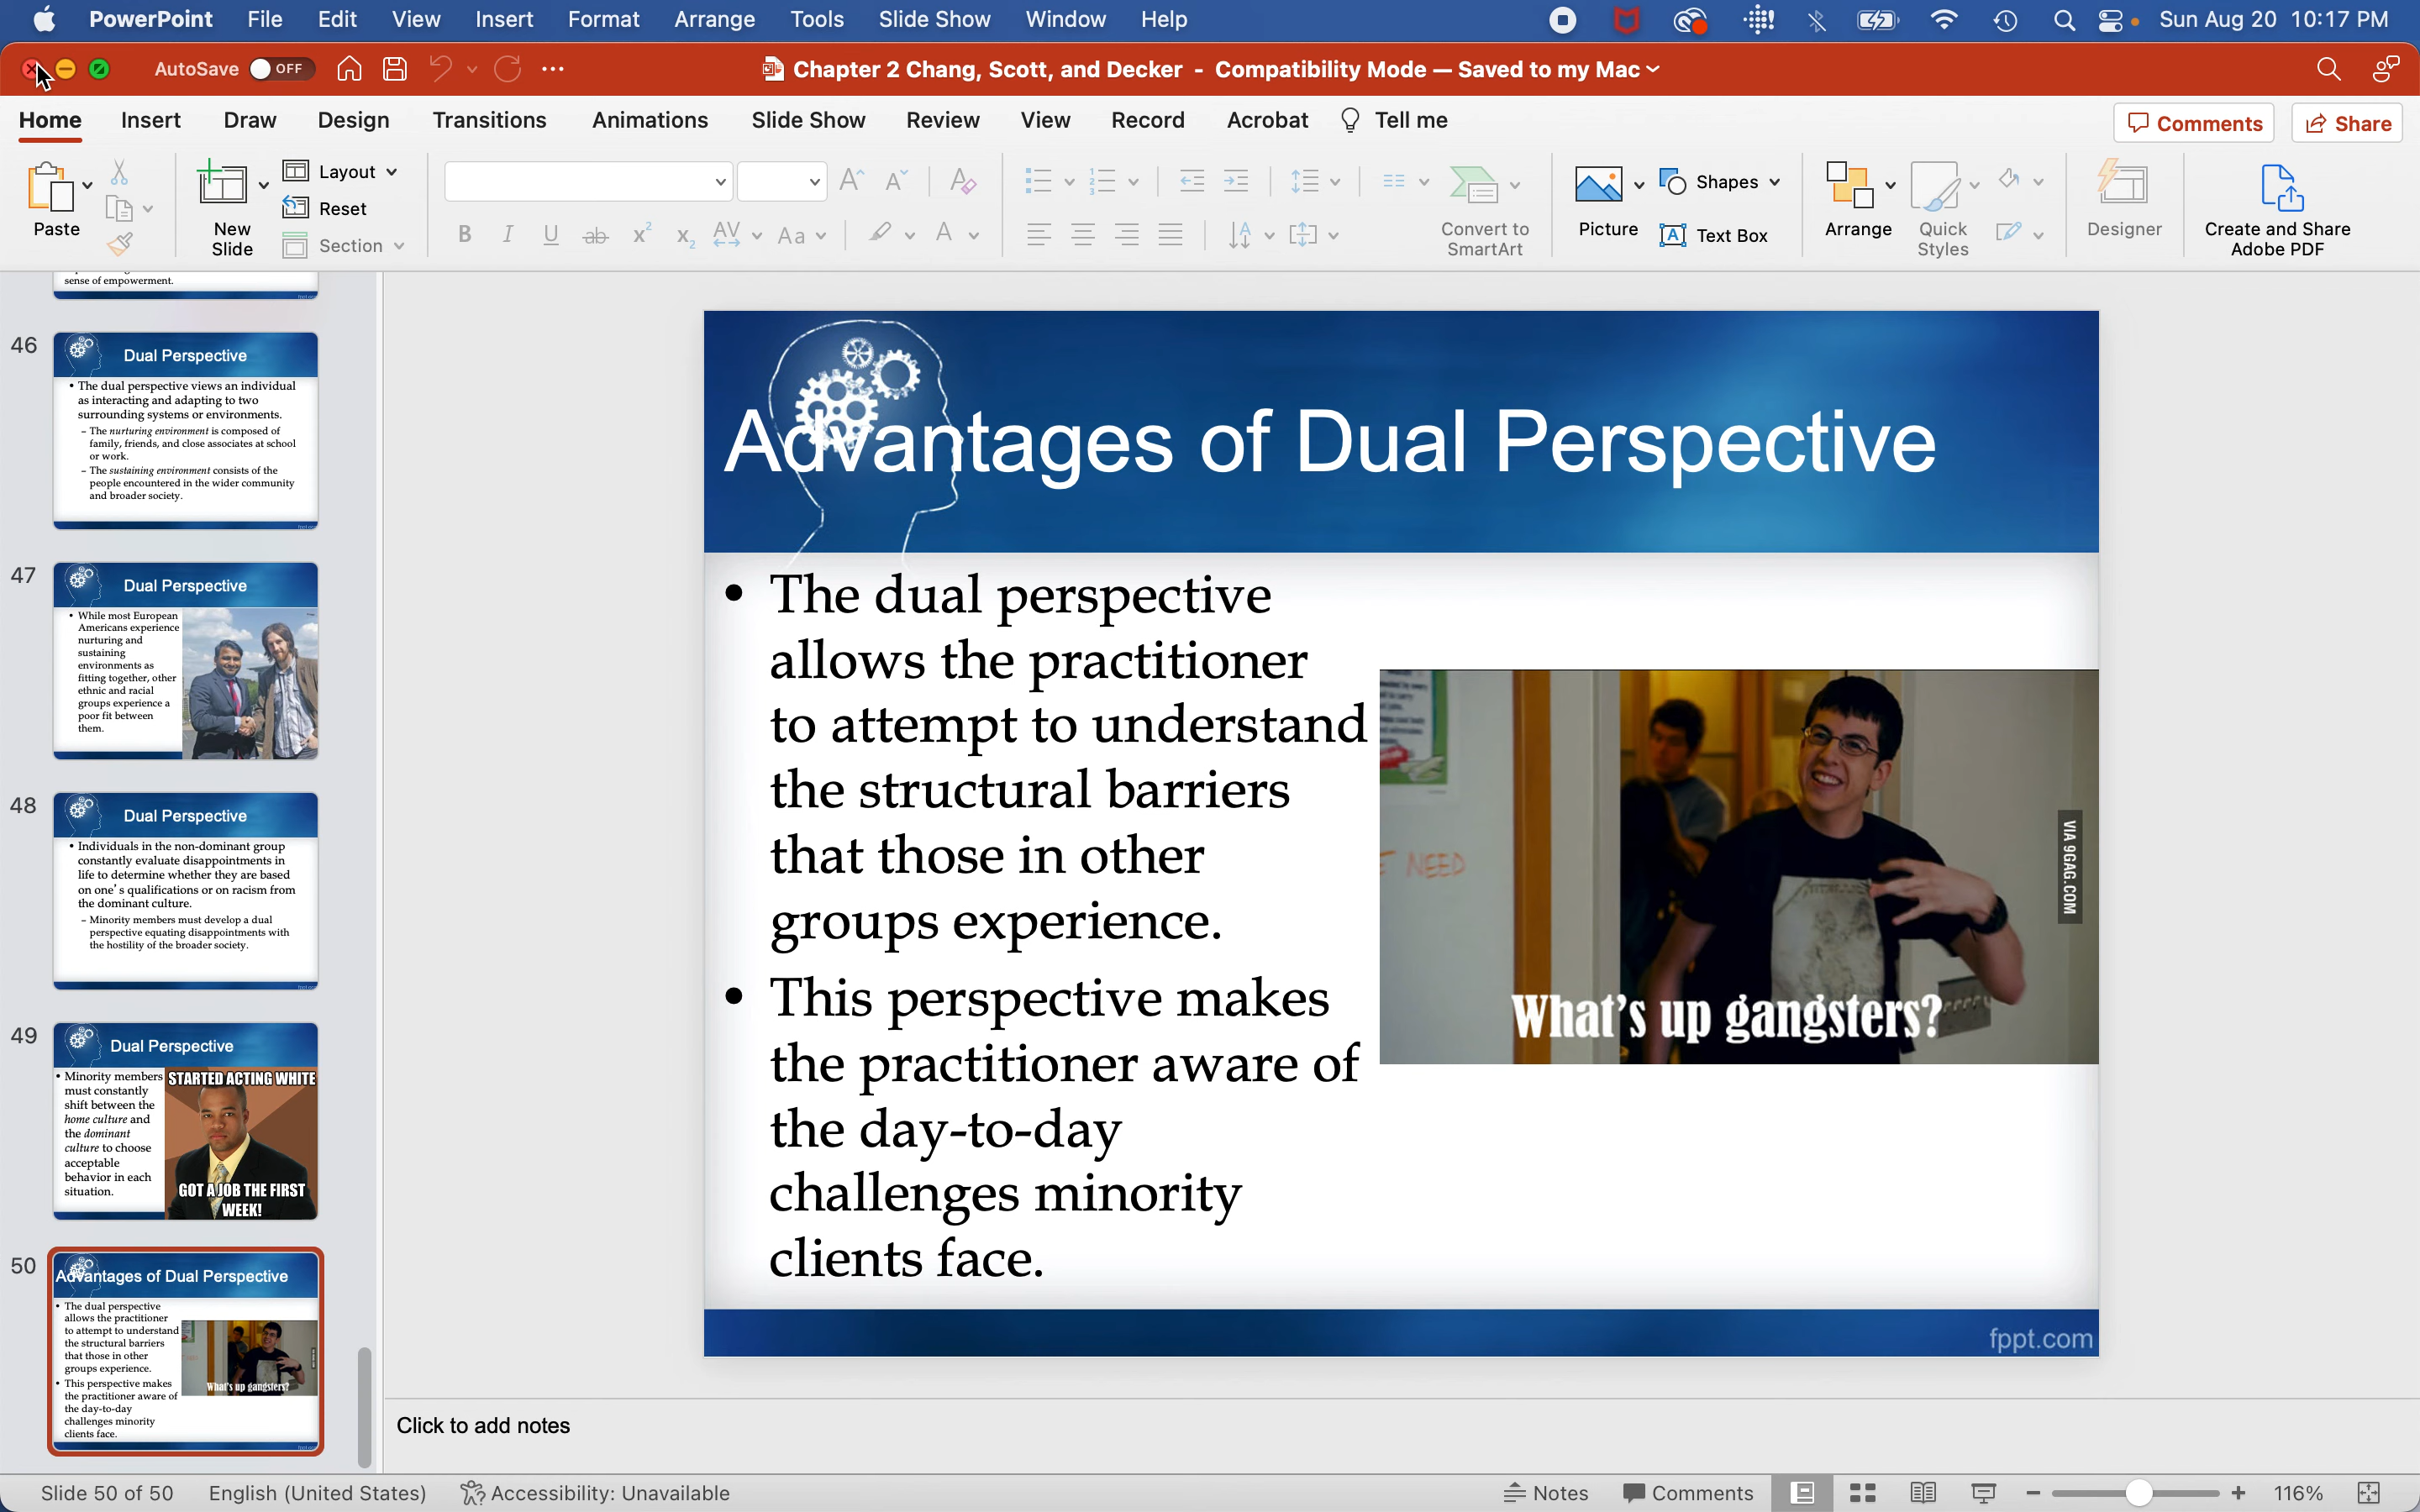 PowerPoint File Edit View Insert Format Arrange Tools Slide Show Window Help Sun Aug 20 10:17 PM
AutoSave OFF Chapter 2 Chang, Scott, and Decker - Compatibility Mode — Saved to my Mac
Home Insert Draw Design Transitions Animations Slide Show Review View Record Acrobat Tell me Comments Share
Paste
New
Slide
Layout
Reset
Section
Convert to
SmartArt
Picture
Shapes
Text Box
Arrange
Quick
Styles
Designer
Create and Share
Adobe PDF
sense of empowerment.
46
Dual Perspective
• The dual perspective views an individual
as interacting and adapting to two
surrounding systems or environments.
– The nurturing environment is composed of
family, friends, and close associates at school
or work.
– The sustaining environment consists of the
people encountered in the wider community
and broader society.
47
Dual Perspective
• While most European
Americans experience
nurturing and
sustaining
environments as
fitting together, other
ethnic and racial
groups experience a
poor fit between
them.
48
Dual Perspective
• Individuals in the non-dominant group
constantly evaluate disappointments in
life to determine whether they are based
on one's qualifications or on racism from
the dominant culture.
– Minority members must develop a dual
perspective equating disappointments with
the hostility of the broader society.
49
Dual Perspective
• Minority members
must constantly
shift between the
home culture and
the dominant
culture to choose
acceptable
behavior in each
situation.
STARTED ACTING WHITE
GOT A JOB THE FIRST
WEEK!
50
Advantages of Dual Perspective
• The dual perspective
allows the practitioner
to attempt to understand
the structural barriers
that those in other
groups experience.
• This perspective makes
the practitioner aware of
the day-to-day
challenges minority
clients face.
What's up gangsters?
Advantages of Dual Perspective
• The dual perspective
allows the practitioner
to attempt to understand
the structural barriers
that those in other
groups experience.
• This perspective makes
the practitioner aware of
the day-to-day
challenges minority
clients face.
NEED
VIA 9GAG.COM
What's up gangsters?
fppt.com
Click to add notes
Slide 50 of 50 English (United States) Accessibility: Unavailable Notes Comments 116%